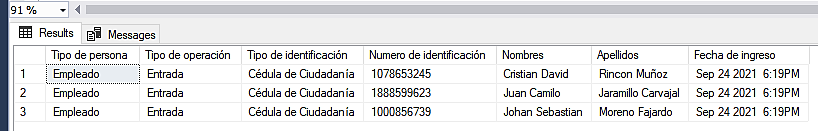 91 %
Results Messages
Tipo de persona Tipo de operación Tipo de identificación Numero de identificación Nombres Apellidos Fecha de ingreso
1 Empleado Entrada Cédula de Ciudadanía 1078653245 Cristian David Rincon Muñoz Sep 24 2021 6:19PM
2 Empleado Entrada Cédula de Ciudadanía 1888599623 Juan Camilo Jaramillo Carvajal Sep 24 2021 6:19PM
3 Empleado Entrada Cédula de Ciudadanía 1000856739 Johan Sebastian Moreno Fajardo Sep 24 2021 6:19PM